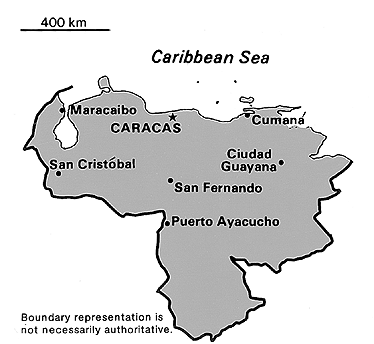 400 km
Caribbean Sea
Maracaibo
CARACAS
Cumaná
San Cristóbal
Ciudad
Guayana
San Fernando
Puerto Ayacucho
Boundary representation is
not necessarily authoritative.